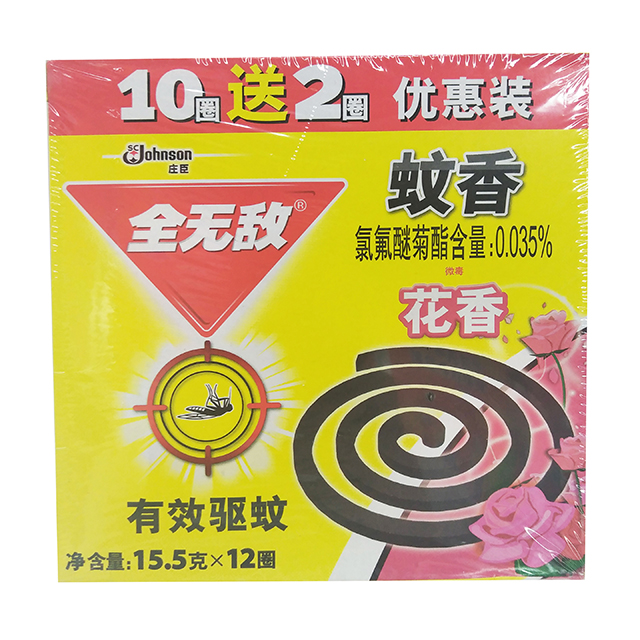 10圈送2圈 优惠装
SC Johnson
庄臣
全无敌®
蚊香
氯氟醚菊酯含量:0.035%
微毒
花香
有效驱蚊
净含量:15.5克×12圈